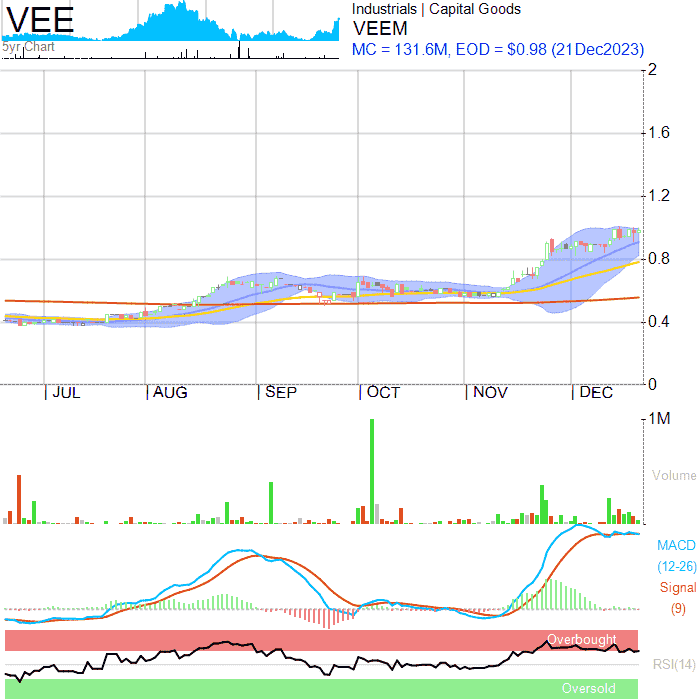 VEE
5yr Chart
Industrials | Capital Goods
VEEM
MC = 131.6M, EOD = $0.98 (21Dec2023)
2
1.6
1.2
0.8
0.4
0
JUL AUG SEP OCT NOV DEC
1M
Volume
MACD
(12-26)
Signal
(9)
Overbought
RSI(14)
Oversold